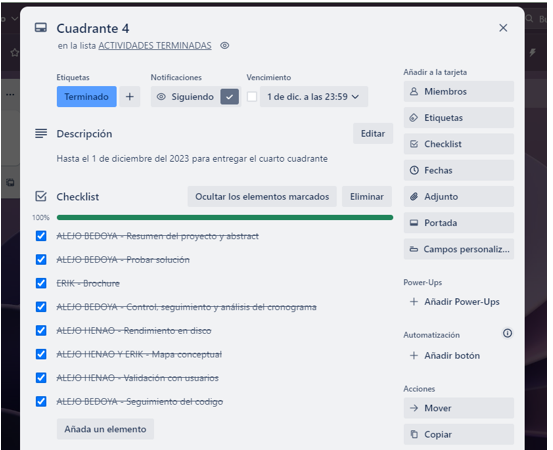 Cuadrante 4
en la lista ACTIVIDADES TERMINADAS
Etiquetas
Terminado
Notificaciones
Siguiendo
Vencimiento
1 de dic. a las 23:59
Descripción
Editar
Hasta el 1 de diciembre del 2023 para entregar el cuarto cuadrante
Checklist
Ocultar los elementos marcados
Eliminar
100%
ALEJO BEDOYA - Resumen del proyecto y abstract
ALEJO BEDOYA - Probar solución
ERIK - Brochure
ALEJO BEDOYA - Control, seguimiento y análisis del cronograma
ALEJO HENAO - Rendimiento en disco
ALEJO HENAO Y ERIK - Mapa conceptual
ALEJO HENAO - Validación con usuarios
ALEJO BEDOYA - Seguimiento del codigo
Añada un elemento
Añadir a la tarjeta
Miembros
Etiquetas
Checklist
Fechas
Adjunto
Portada
Campos personaliz...
Power-Ups
+ Añadir Power-Ups
Automatización
+ Añadir botón
Acciones
Mover
Copiar